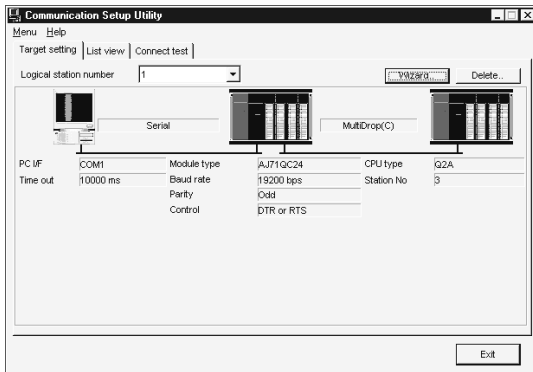 Communication Setup Utility
Menu Help
Target setting List view Connect test
Logical station number 1 Wizard... Delete..
Serial MultiDrop(C)
PC I/F COM1 Module type AJ71QC24 CPU type Q2A
Time out 10000 ms Baud rate 19200 bps Station No 3
Parity Odd
Control DTR or RTS
Exit